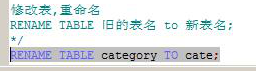 修改表,重命名
RENAME TABLE 旧的表名 to 新表名;
*/
RENAME TABLE category TO cate;